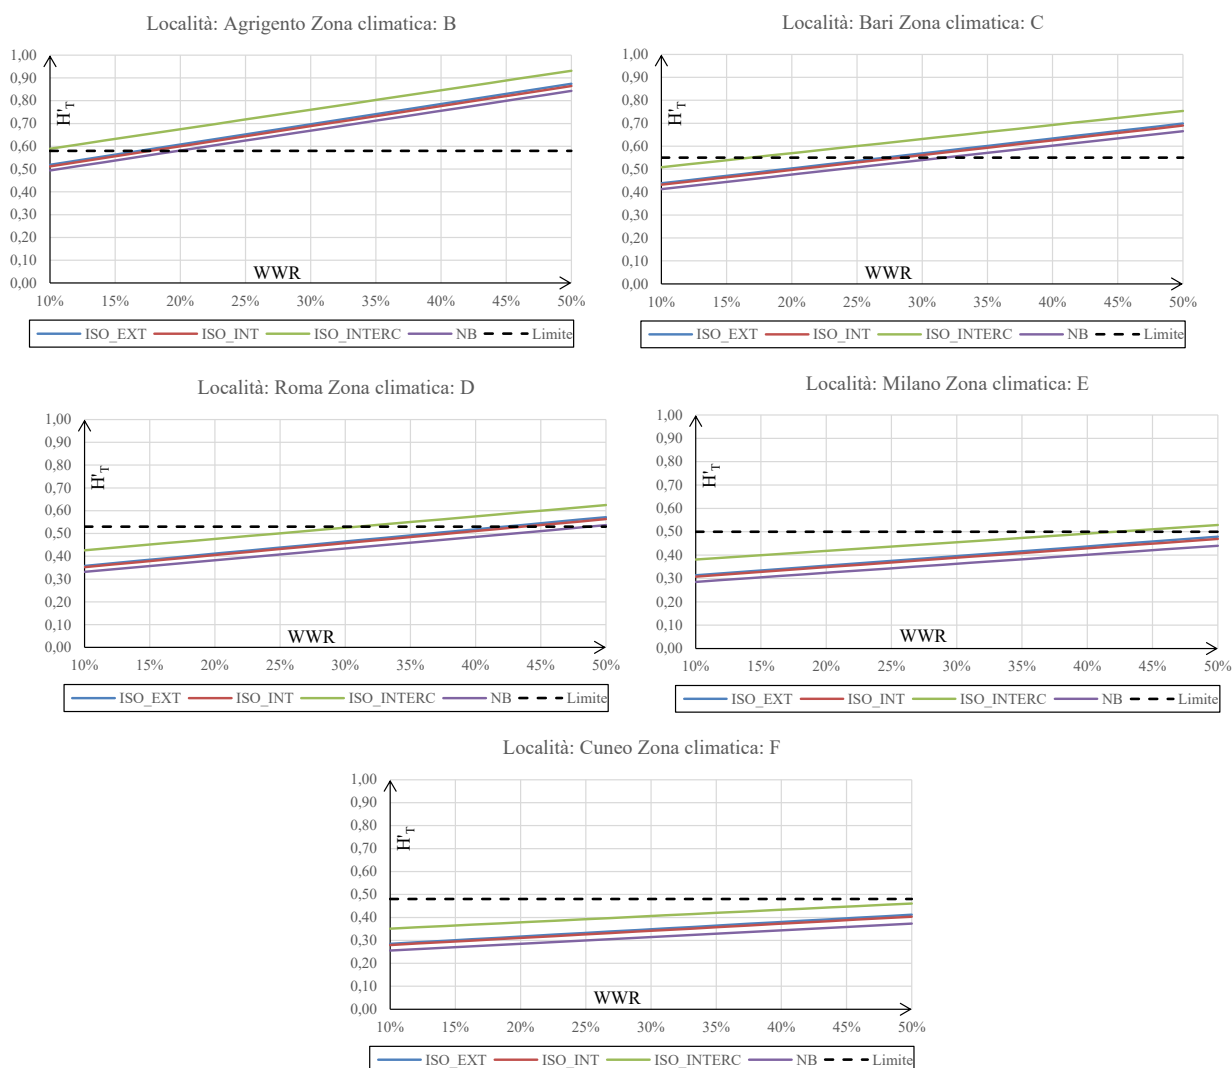 Località: Agrigento Zona climatica: B
1,00
0,90
0,80
0,70
0,60
0,50
0,40
0,30
0,20
0,10
0,00
H'T
WWR
10% 15% 20% 25% 30% 35% 40% 45% 50%
ISO_EXT ISO_INT ISO_INTERC NB Limite
Località: Bari Zona climatica: C
1,00
0,90
0,80
0,70
0,60
0,50
0,40
0,30
0,20
0,10
0,00
H'T
WWR
10% 15% 20% 25% 30% 35% 40% 45% 50%
ISO_EXT ISO_INT ISO_INTERC NB Limite
Località: Roma Zona climatica: D
1,00
0,90
0,80
0,70
0,60
0,50
0,40
0,30
0,20
0,10
0,00
H'T
WWR
10% 15% 20% 25% 30% 35% 40% 45% 50%
ISO_EXT ISO_INT ISO_INTERC NB Limite
Località: Milano Zona climatica: E
1,00
0,90
0,80
0,70
0,60
0,50
0,40
0,30
0,20
0,10
0,00
H'T
WWR
10% 15% 20% 25% 30% 35% 40% 45% 50%
ISO_EXT ISO_INT ISO_INTERC NB Limite
Località: Cuneo Zona climatica: F
1,00
0,90
0,80
0,70
0,60
0,50
0,40
0,30
0,20
0,10
0,00
H'T
WWR
10% 15% 20% 25% 30% 35% 40% 45% 50%
ISO_EXT ISO_INT ISO_INTERC NB Limite